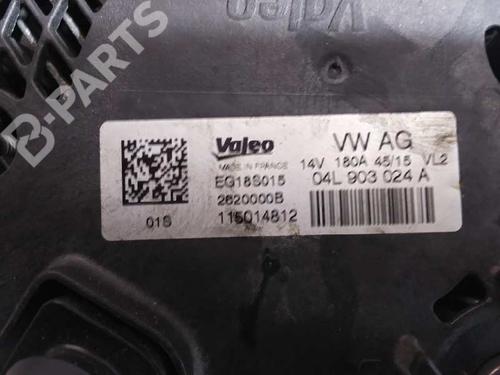 Valeo
B-PARTS
Valeo VW AG
MADE IN FRANCE 14V 180A 45/15 VL2
EG18S015 04L 903 024 A
2620000B
01S 115014812